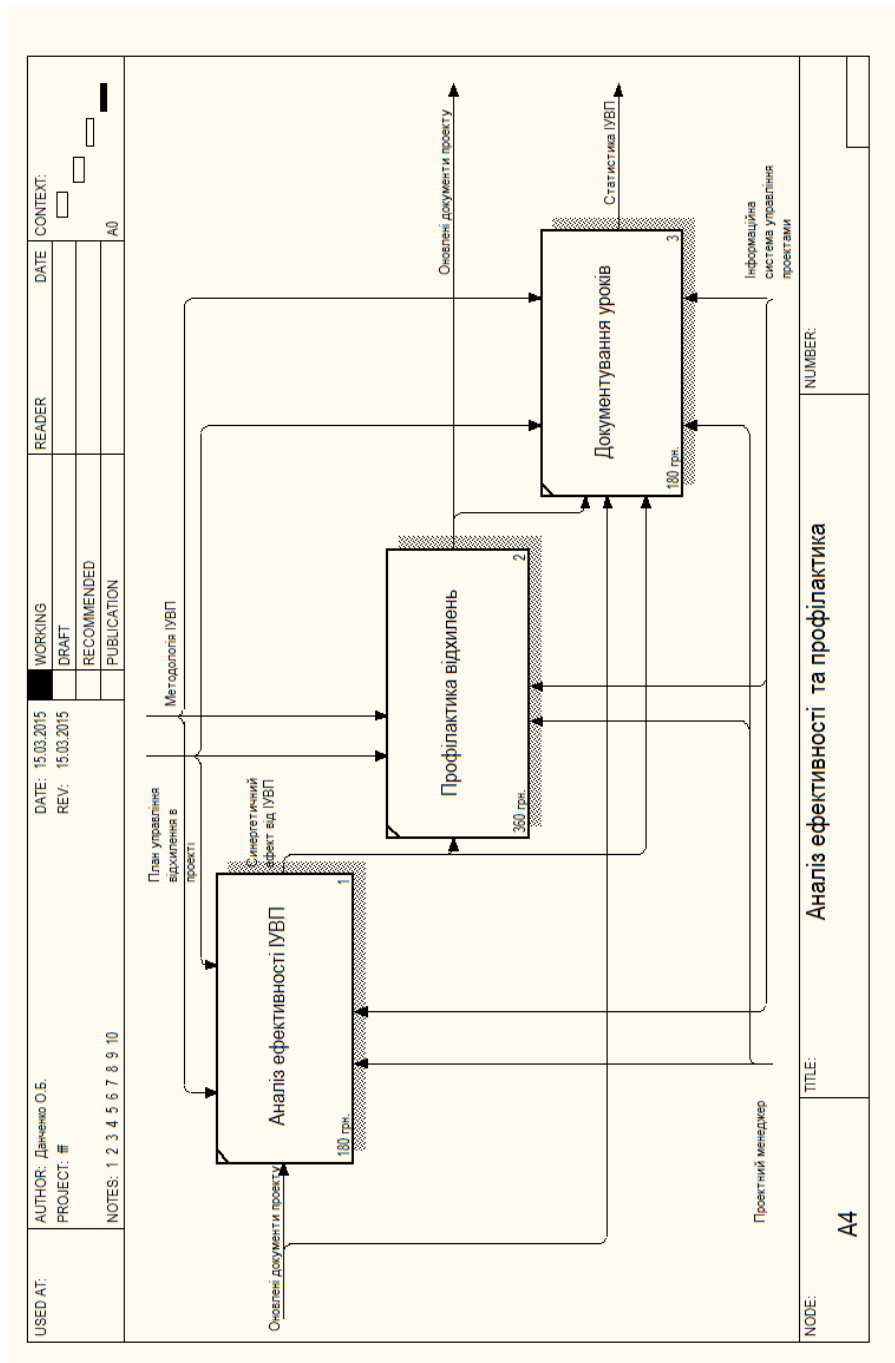 USED AT:
AUTHOR: Данченко О.Б.
PROJECT: fff
NOTES: 1 2 3 4 5 6 7 8 9 10
DATE: 15.03.2015
REV: 15.03.2015
WORKING
DRAFT
RECOMMENDED
PUBLICATION
READER
DATE
CONTEXT:
A0
План управління
відхилення в
проекті
Методологія ІУВП
Оновлені документи проекту
Аналіз ефективності ІУВП
180 грн.
1
Синергетичний
ефект від ІУВП
Профілактика відхилень
360 грн.
2
Оновлені документи проекту
Документування уроків
180 грн.
3
Статистика ІУВП
Проектний менеджер
Інформаційна
система управління
проектами
NODE:
A4
TITLE:
Аналіз ефективності та профілактика
NUMBER: